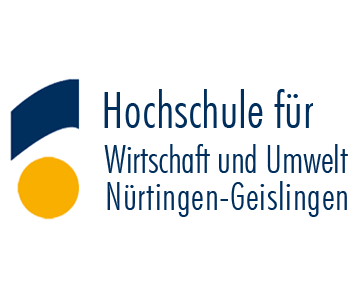 Hochschule für
Wirtschaft und Umwelt
Nürtingen-Geislingen